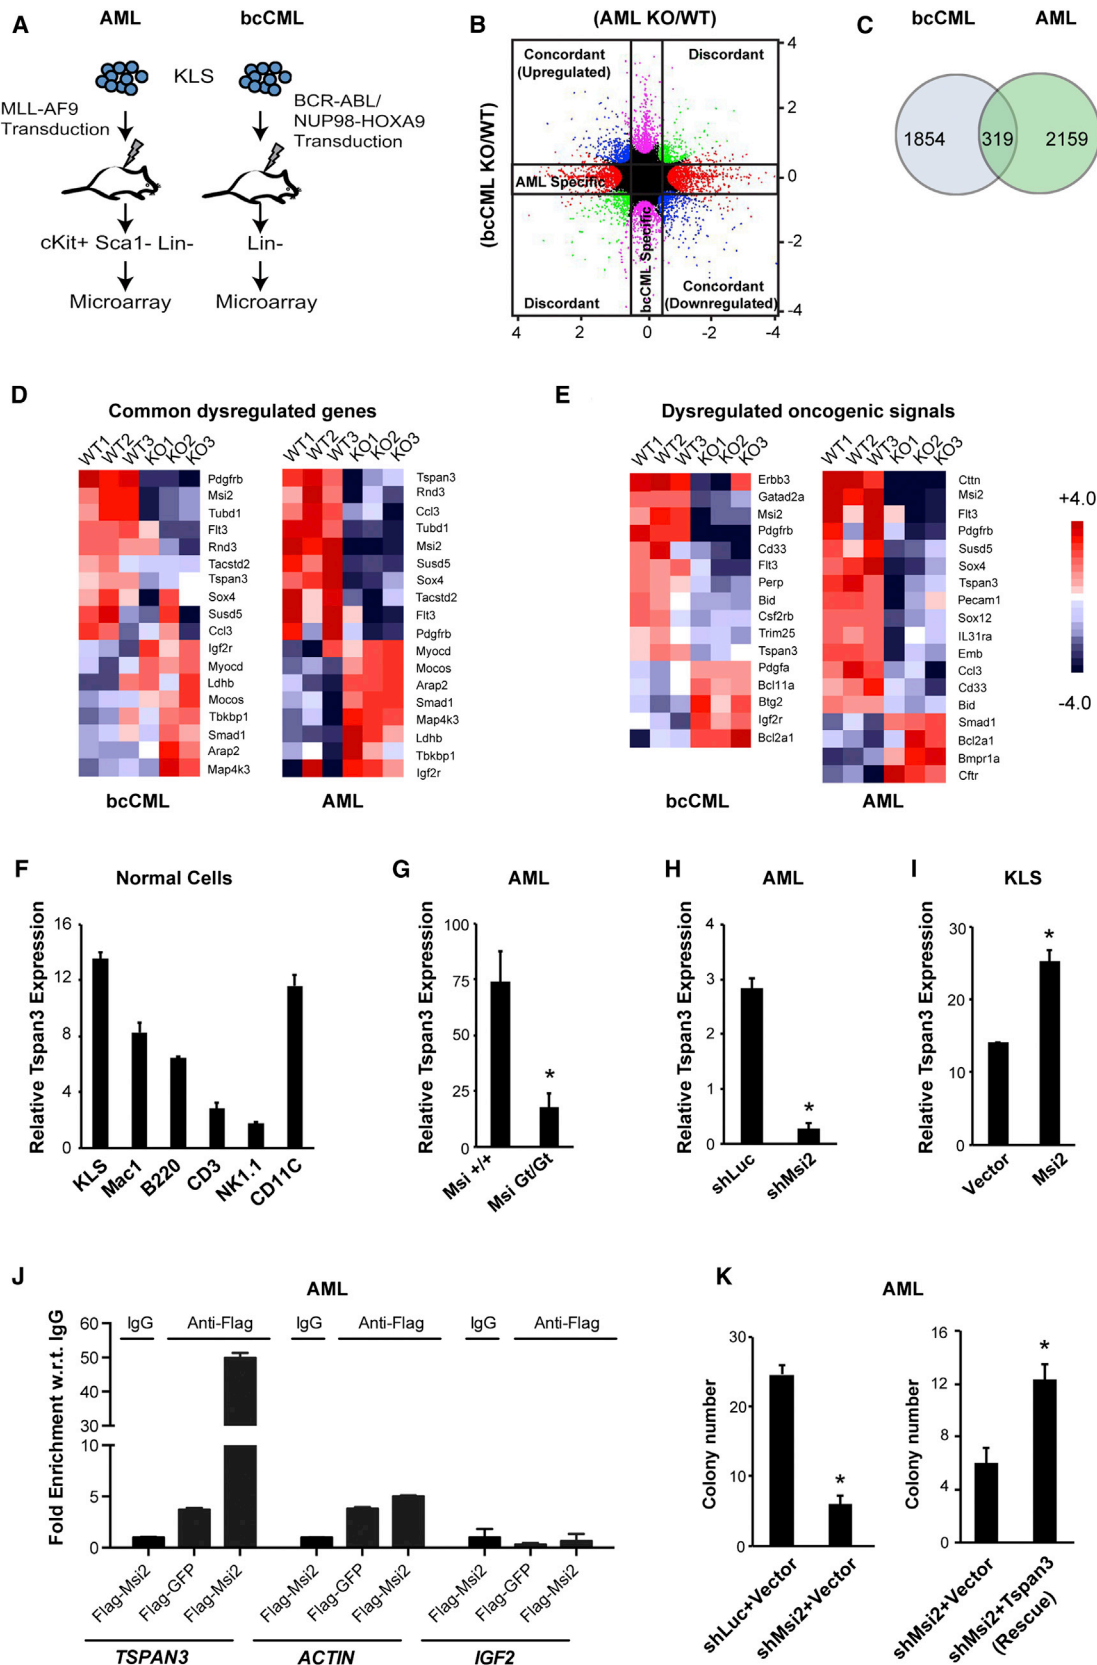 A
AML
bcCML
KLS
MLL-AF9
Transduction
BCR-ABL/
NUP98-HOXA9
Transduction
cKit+ Sca1- Lin-
Lin-
Microarray
Microarray
B
(AML KO/WT)
(bcCML KO/WT)
Concordant
(Upregulated)
Discordant
AML Specific
bcCML Specific
Discordant
Concordant
(Downregulated)
4
2
0
-2
-4
4
2
0
-2
-4
C
bcCML
AML
1854
319
2159
D
Common dysregulated genes
WT1
WT2
WT3
KO1
KO2
KO3
Pdgfrb
Msi2
Tubd1
Flt3
Rnd3
Tacstd2
Tspan3
Sox4
Susd5
Ccl3
Igf2r
Myocd
Ldhb
Mocos
Tbkbp1
Smad1
Arap2
Map4k3
bcCML
WT1
WT2
WT3
KO1
KO2
KO3
Tspan3
Rnd3
Ccl3
Tubd1
Msi2
Susd5
Sox4
Tacstd2
Flt3
Pdgfrb
Myocd
Mocos
Arap2
Smad1
Map4k3
Ldhb
Tbkbp1
Igf2r
AML
E
Dysregulated oncogenic signals
WT1
WT2
WT3
KO1
KO2
KO3
Erbb3
Gatad2a
Msi2
Pdgfrb
Cd33
Flt3
Perp
Bid
Csf2rb
Trim25
Tspan3
Pdgfa
Bcl11a
Btg2
Igf2r
Bcl2a1
bcCML
WT1
WT2
WT3
KO1
KO2
KO3
Cttn
Msi2
Flt3
Pdgfrb
Susd5
Sox4
Tspan3
Pecam1
Sox12
IL31ra
Emb
Ccl3
Cd33
Bid
Smad1
Bcl2a1
Bmpr1a
Cftr
AML
+4.0
-4.0
F
Normal Cells
Relative Tspan3 Expression
16
12
8
4
0
KLS
Mac1
B220
CD3
NK1.1
CD11C
G
AML
Relative Tspan3 Expression
100
75
50
25
0
*
Msi +/+
Msi Gt/Gt
H
AML
Relative Tspan3 Expression
4
3
2
1
0
*
shLuc
shMsi2
I
KLS
Relative Tspan3 Expression
30
20
10
0
*
Vector
Msi2
J
AML
Fold Enrichment w.r.t. IgG
60
50
40
30
10
5
0
IgG
Anti-Flag
IgG
Anti-Flag
IgG
Anti-Flag
Flag-Msi2
Flag-GFP
Flag-Msi2
Flag-Msi2
Flag-GFP
Flag-Msi2
Flag-Msi2
Flag-GFP
Flag-Msi2
TSPAN3
ACTIN
IGF2
K
AML
Colony number
30
20
10
0
*
shLuc+Vector
shMsi2+Vector
Colony number
16
12
8
4
0
*
shMsi2+Vector
shMsi2+Tspan3
(Rescue)